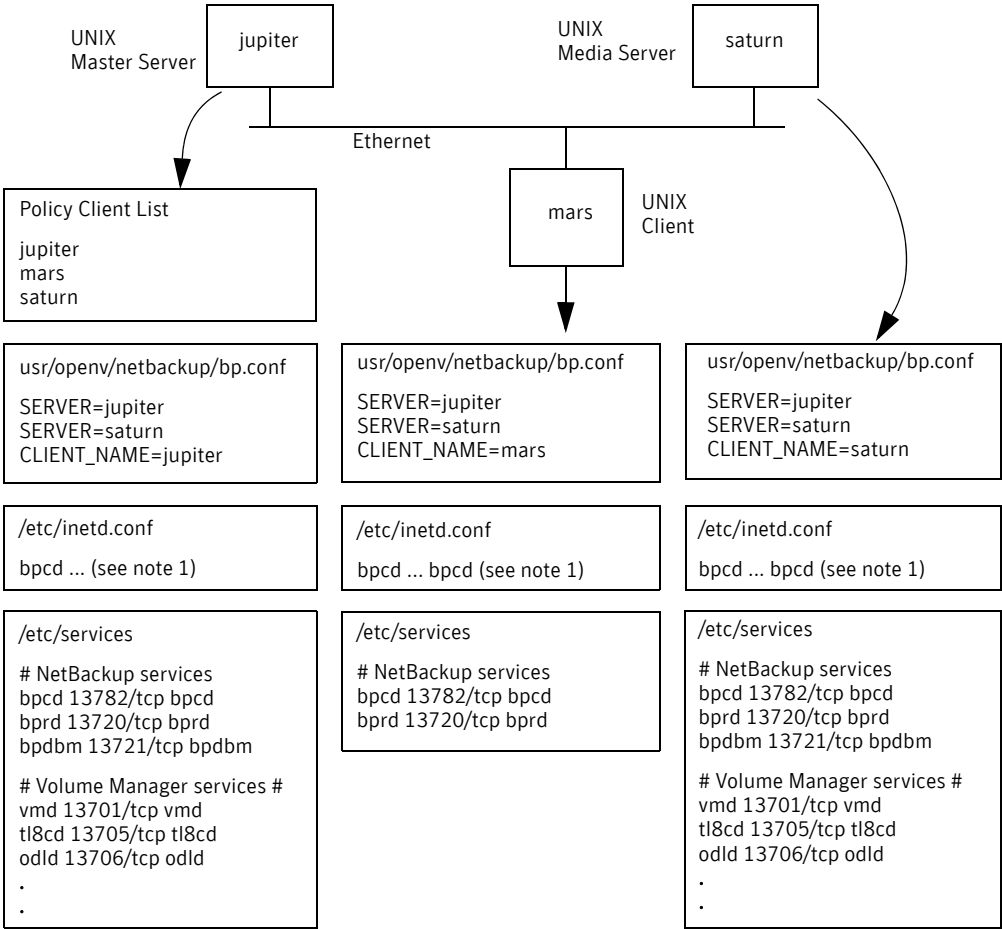 UNIX
Master Server
jupiter
UNIX
Media Server
saturn
Ethernet
mars
UNIX
Client
Policy Client List
jupiter
mars
saturn
usr/openv/netbackup/bp.conf
SERVER=jupiter
SERVER=saturn
CLIENT_NAME=jupiter
usr/openv/netbackup/bp.conf
SERVER=jupiter
SERVER=saturn
CLIENT_NAME=mars
usr/openv/netbackup/bp.conf
SERVER=jupiter
SERVER=saturn
CLIENT_NAME=saturn
/etc/inetd.conf
bpcd ... (see note 1)
/etc/inetd.conf
bpcd ... bpcd (see note 1)
/etc/inetd.conf
bpcd ... bpcd (see note 1)
/etc/services
# NetBackup services
bpcd 13782/tcp bpcd
bprd 13720/tcp bprd
bpdbm 13721/tcp bpdbm
# Volume Manager services #
vmd 13701/tcp vmd
tl8cd 13705/tcp tl8cd
odld 13706/tcp odld
.
.
/etc/services
# NetBackup services
bpcd 13782/tcp bpcd
bprd 13720/tcp bprd
/etc/services
# NetBackup services
bpcd 13782/tcp bpcd
bprd 13720/tcp bprd
bpdbm 13721/tcp bpdbm
# Volume Manager services #
vmd 13701/tcp vmd
tl8cd 13705/tcp tl8cd
odld 13706/tcp odld
.
.